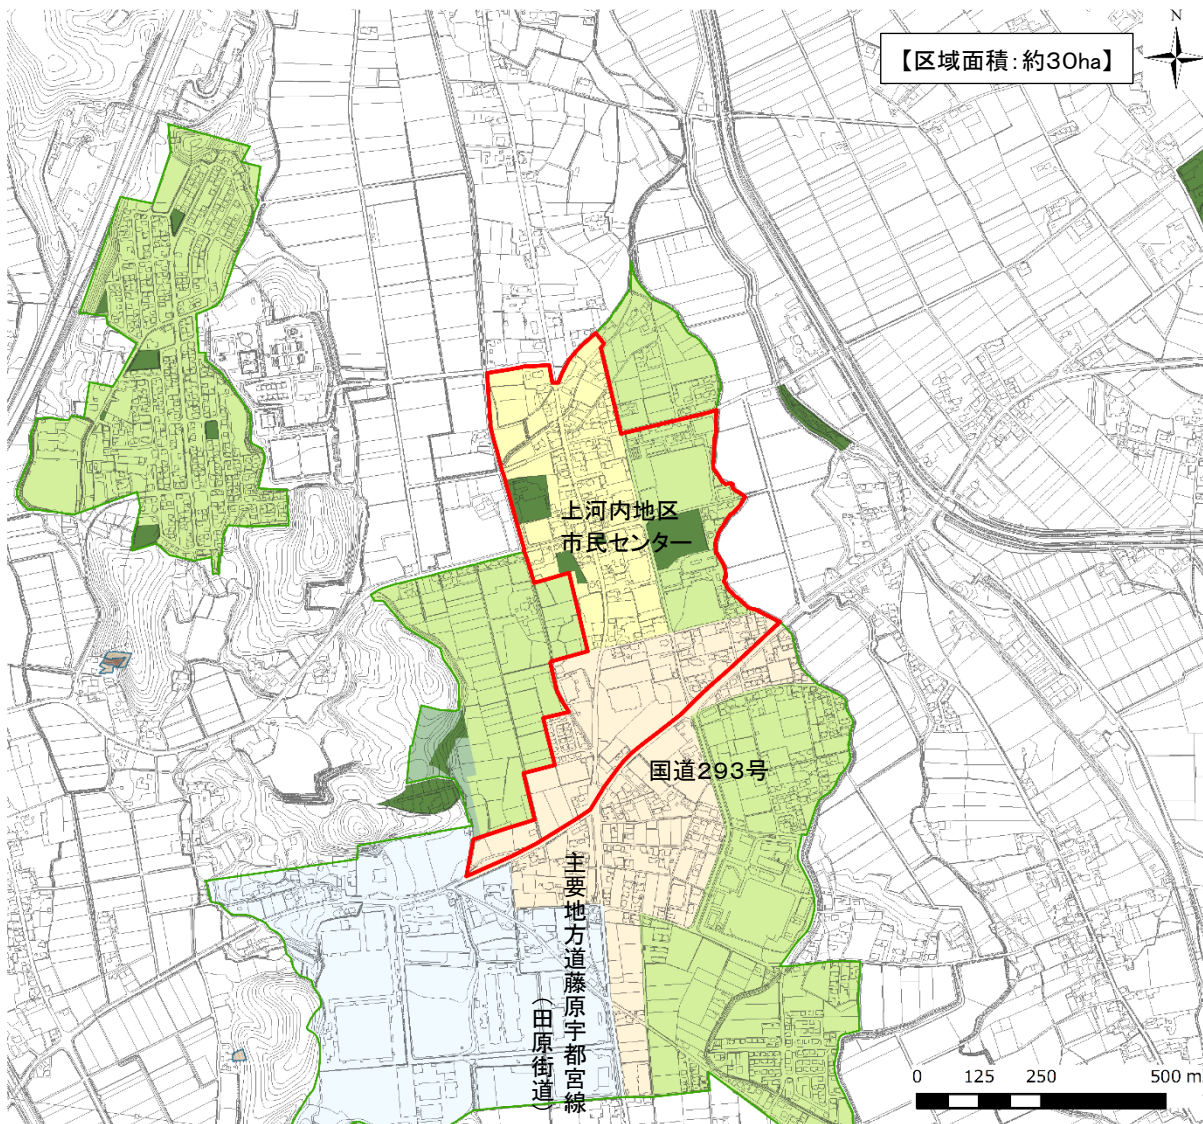 N
【区域面積：約30ha】
上河内地区
市民センター
国道293号
主要地方道藤原宇都宮線
（田原街道）
0 125 250 500 m